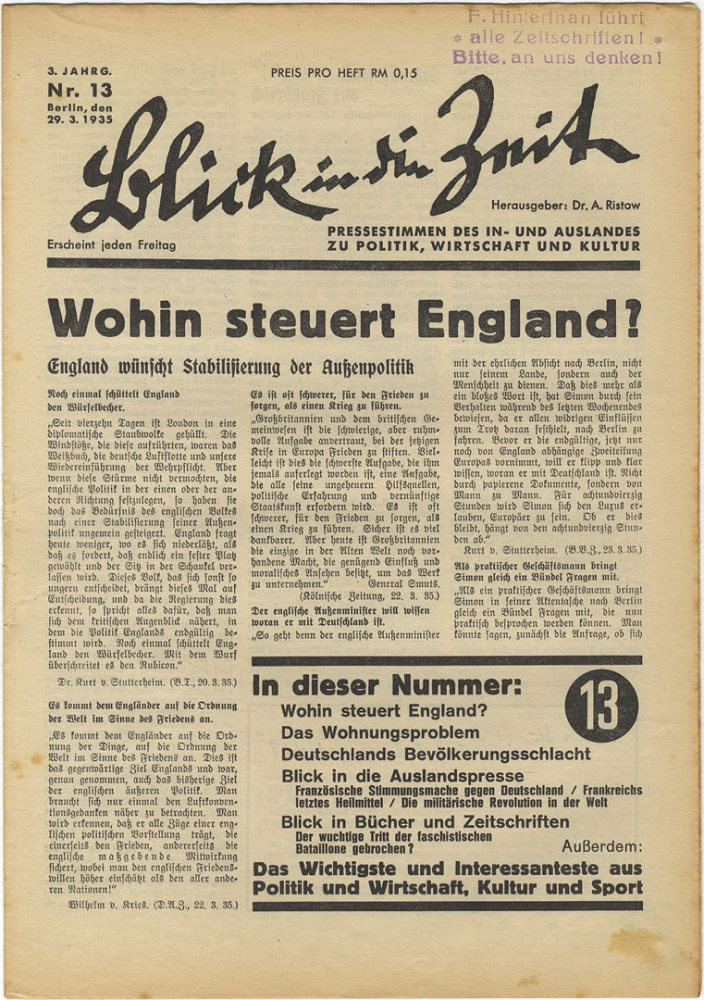 F. Hinterthan führt
* alle Zeitschriften! *
Bitte, an uns denken!
3. JAHRG.
Nr. 13
Berlin, den
29. 3. 1935
PREIS PRO HEFT RM 0,15
Blick in die Zeit
Herausgeber: Dr. A. Ristow
Erscheint jeden Freitag
PRESSESTIMMEN DES IN- UND AUSLANDES
ZU POLITIK, WIRTSCHAFT UND KULTUR
Wohin steuert England?
England wünscht Stabilisierung der Außenpolitik
Noch einmal schüttelt England
den Würfelbecher.
„Seit vierzehn Tagen ist London in eine
diplomatische Staubwolke gehüllt. Die
Windstöße, die diese aufrührten, waren das
Weißbuch, die deutsche Luftflotte und unsere
Wiedereinführung der Wehrpflicht. Aber
wenn diese Stürme nicht vermochten, die
englische Politik in der einen oder der an-
deren Richtung festzulegen, so haben sie
doch das Bedürfnis des englischen Volkes
nach einer Stabilisierung seiner Außen-
politik ungemein gesteigert. England fragt
heute weniger, wo es sich niederläßt, als
daß es fordert, daß endlich ein fester Platz
gewählt und der Sitz in der Schaukel ver-
lassen wird. Dieses Volk, das sich sonst so
ungern entscheidet, drängt dieses Mal auf
Entscheidung, und die Regierung dies
erkennt, so spricht alles dafür, daß man
sich dem kritischen Augenblick nähert, in
dem die Politik Englands endgültig be-
stimmt wird. Noch einmal schüttelt Eng-
land den Würfelbecher. Mit dem Wurf
überschreitet es den Rubicon.“
Dr. Kurt v. Stutterheim. (B.T., 20. 3. 35.)
Es kommt dem Engländer auf die Ordnung
der Welt im Sinne des Friedens an.
„Es kommt dem Engländer auf die Ord-
nung der Dinge, auf die Ordnung der
Welt im Sinne des Friedens an. Dies ist
das gegenwärtige Ziel Englands und war,
genau genommen, auch das bisherige Ziel
der englischen äußeren Politik. Man
braucht sich nur einmal den Luftkonven-
tionsgedanken näher zu betrachten. Man
wird erkennen, daß er alle Züge einer eng-
lischen politischen Vorstellung trägt, die
einerseits den Frieden, andererseits die
englische maßgebende Mitwirkung
sichert, wobei man den englischen Friedens-
willen höher einschätzt als den aller ande-
ren Nationen!“
Wilhelm v. Kries. (D.A.Z., 22. 3. 35.)
Es ist oft schwerer, für den Frieden zu
sorgen, als einen Krieg zu führen.
„Großbritannien und dem britischen Ge-
meinwesen ist die schwierige, aber ruhm-
volle Aufgabe anvertraut, bei der jetzigen
Krise in Europa Frieden zu stiften. Viel-
leicht ist dies die schwerste Aufgabe, die ihm
jemals auferlegt worden ist, eine Aufgabe,
die alle seine ungeheuern Hilfsquellen,
politische Erfahrung und vernünftige
Staatskunst erfordern wird. Es ist oft
schwerer, für den Frieden zu sorgen, als
einen Krieg zu führen. Sicher ist es viel
dankbarer. Aber heute ist Großbritannien
die einzige in der Alten Welt noch vor-
handene Macht, die genügend Einfluß und
moralisches Ansehen besitzt, um das Werk
zu unternehmen.“ General Smuts.
(Kölnische Zeitung, 22. 3. 35.)
Der englische Außenminister will wissen
woran er mit Deutschland ist.
„So geht denn der englische Außenminister
mit der ehrlichen Absicht nach Berlin, nicht
nur seinem Lande, sondern auch der
Menschheit zu dienen. Daß dies mehr als
ein bloßes Wort ist, hat Simon durch sein
Verhalten während des letzten Wochenendes
bewiesen, da er allen widrigen Einflüssen
zum Trotz daran festhielt, nach Berlin zu
fahren. Bevor er die endgültige, jetzt nur
noch von England abhängige Zweiteilung
Europas vornimmt, will er klipp und klar
wissen, woran er mit Deutschland ist. Nicht
durch papierene Dokumente, sondern von
Mann zu Mann. Für achtundvierzig
Stunden wird Simon sich den Luxus er-
lauben, Europäer zu sein. Ob er dies
bleibt, hängt von den achtundvierzig Stun-
den ab.“
Kurt v. Stutterheim. (B.B.Z., 23. 3. 35.)
Als praktischer Geschäftsmann bringt
Simon gleich ein Bündel Fragen mit.
„Als ein praktischer Geschäftsmann bringt
Simon in seiner Aktentasche nach Berlin
gleich ein Bündel Fragen mit, die nun
praktisch besprochen werden können. Man
könnte sagen, zunächst die Anfrage, ob sich
In dieser Nummer:
13
Wohin steuert England?
Das Wohnungsproblem
Deutschlands Bevölkerungsschlacht
Blick in die Auslandspresse
Französische Stimmungsmache gegen Deutschland / Frankreichs
letztes Heilmittel / Die militärische Revolution in der Welt
Blick in Bücher und Zeitschriften
Der wuchtige Tritt der faschistischen
Bataillone gebrochen?
Außerdem:
Das Wichtigste und Interessanteste aus
Politik und Wirtschaft, Kultur und Sport